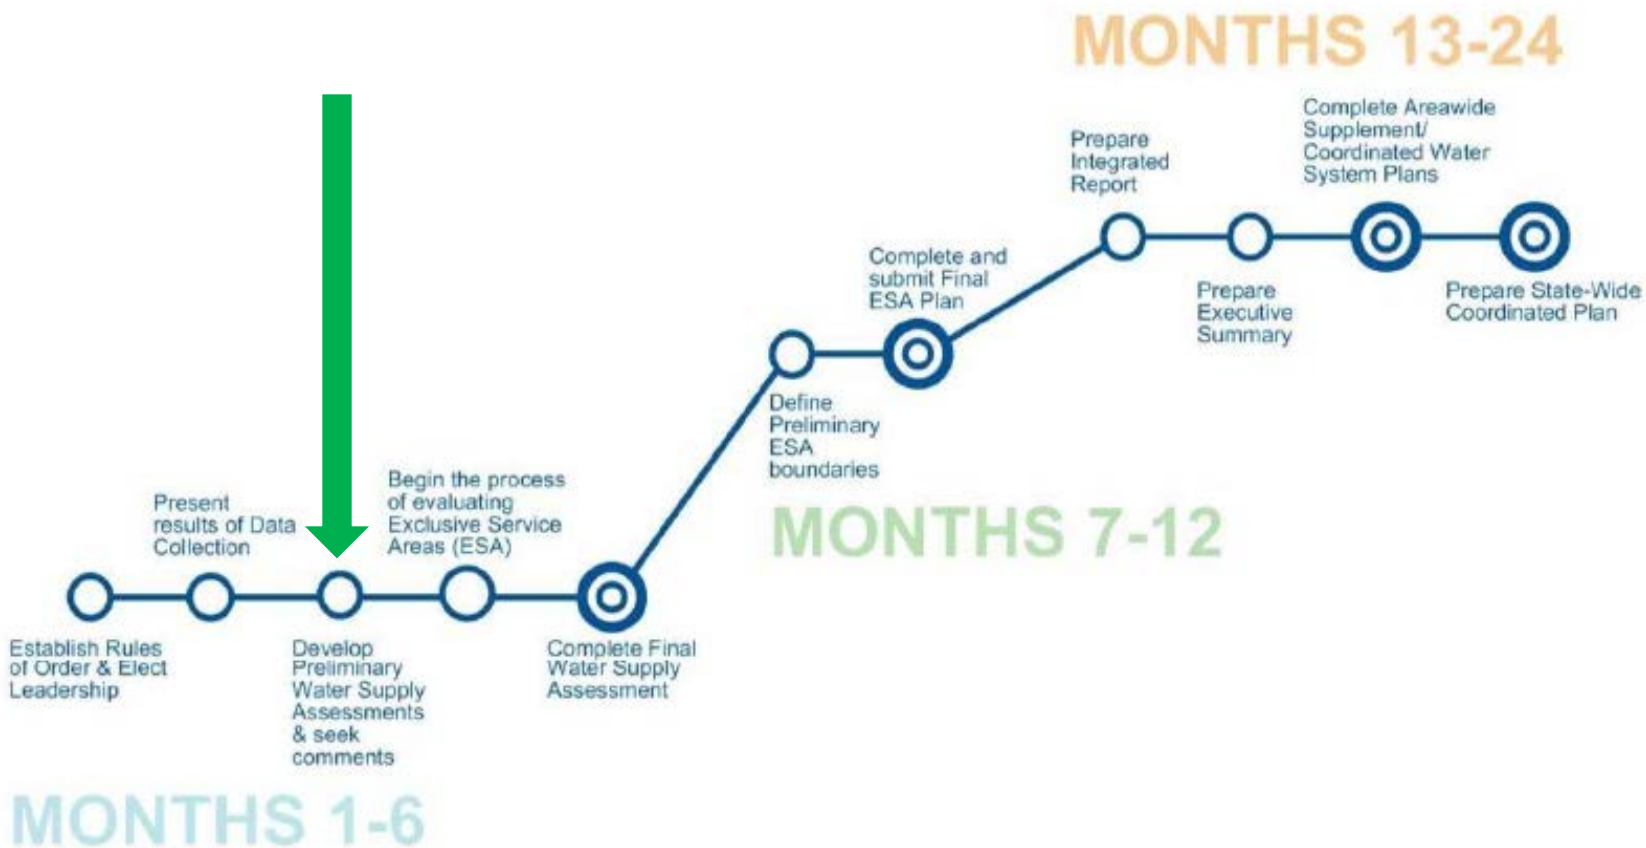 MONTHS 13-24
Complete Areawide
Supplement/
Coordinated Water
System Plans
Prepare
Integrated
Report
Complete and
submit Final
ESA Plan
Prepare
Executive
Summary
Prepare State-Wide
Coordinated Plan
Define
Preliminary
ESA
boundaries
MONTHS 7-12
Begin the process
of evaluating
Exclusive Service
Areas (ESA)
Present
results of Data
Collection
Establish Rules
of Order & Elect
Leadership
Develop
Preliminary
Water Supply
Assessments
& seek
comments
Complete Final
Water Supply
Assessment
MONTHS 1-6